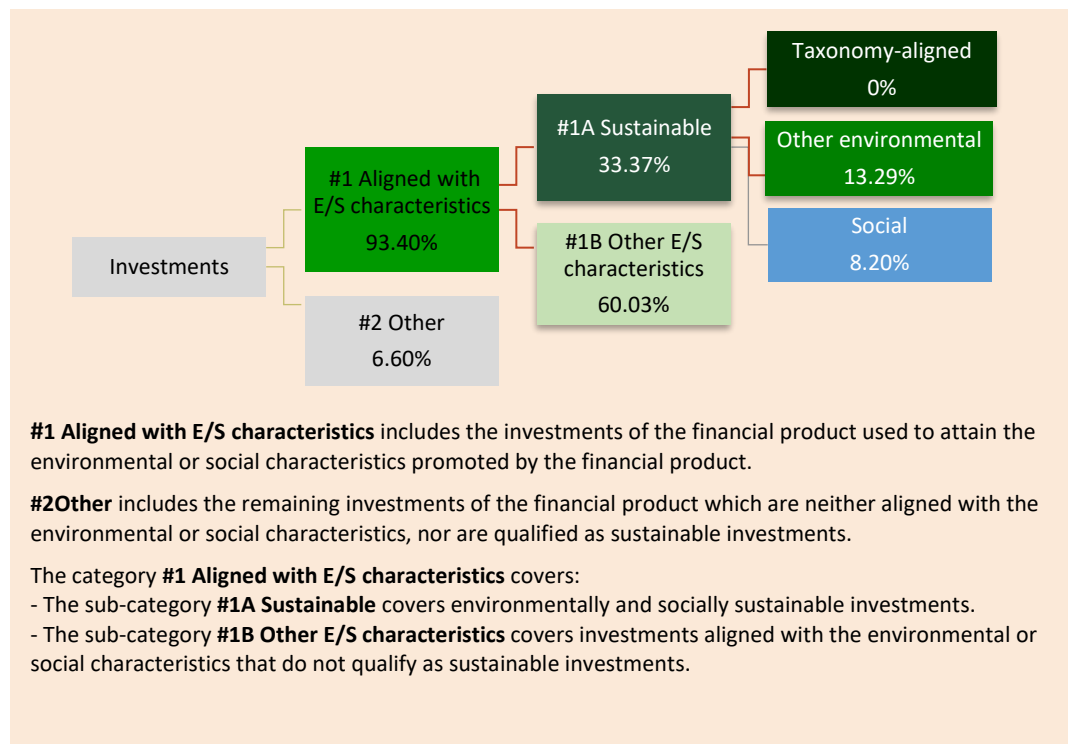 Taxonomy-aligned
0%
#1A Sustainable
33.37%
Other environmental
13.29%
#1 Aligned with
E/S characteristics
93.40%
Social
8.20%
#1B Other E/S
characteristics
60.03%
Investments
#2 Other
6.60%
#1 Aligned with E/S characteristics includes the investments of the financial product used to attain the
environmental or social characteristics promoted by the financial product.
#2Other includes the remaining investments of the financial product which are neither aligned with the
environmental or social characteristics, nor are qualified as sustainable investments.
The category #1 Aligned with E/S characteristics covers:
- The sub-category #1A Sustainable covers environmentally and socially sustainable investments.
- The sub-category #1B Other E/S characteristics covers investments aligned with the environmental or
social characteristics that do not qualify as sustainable investments.